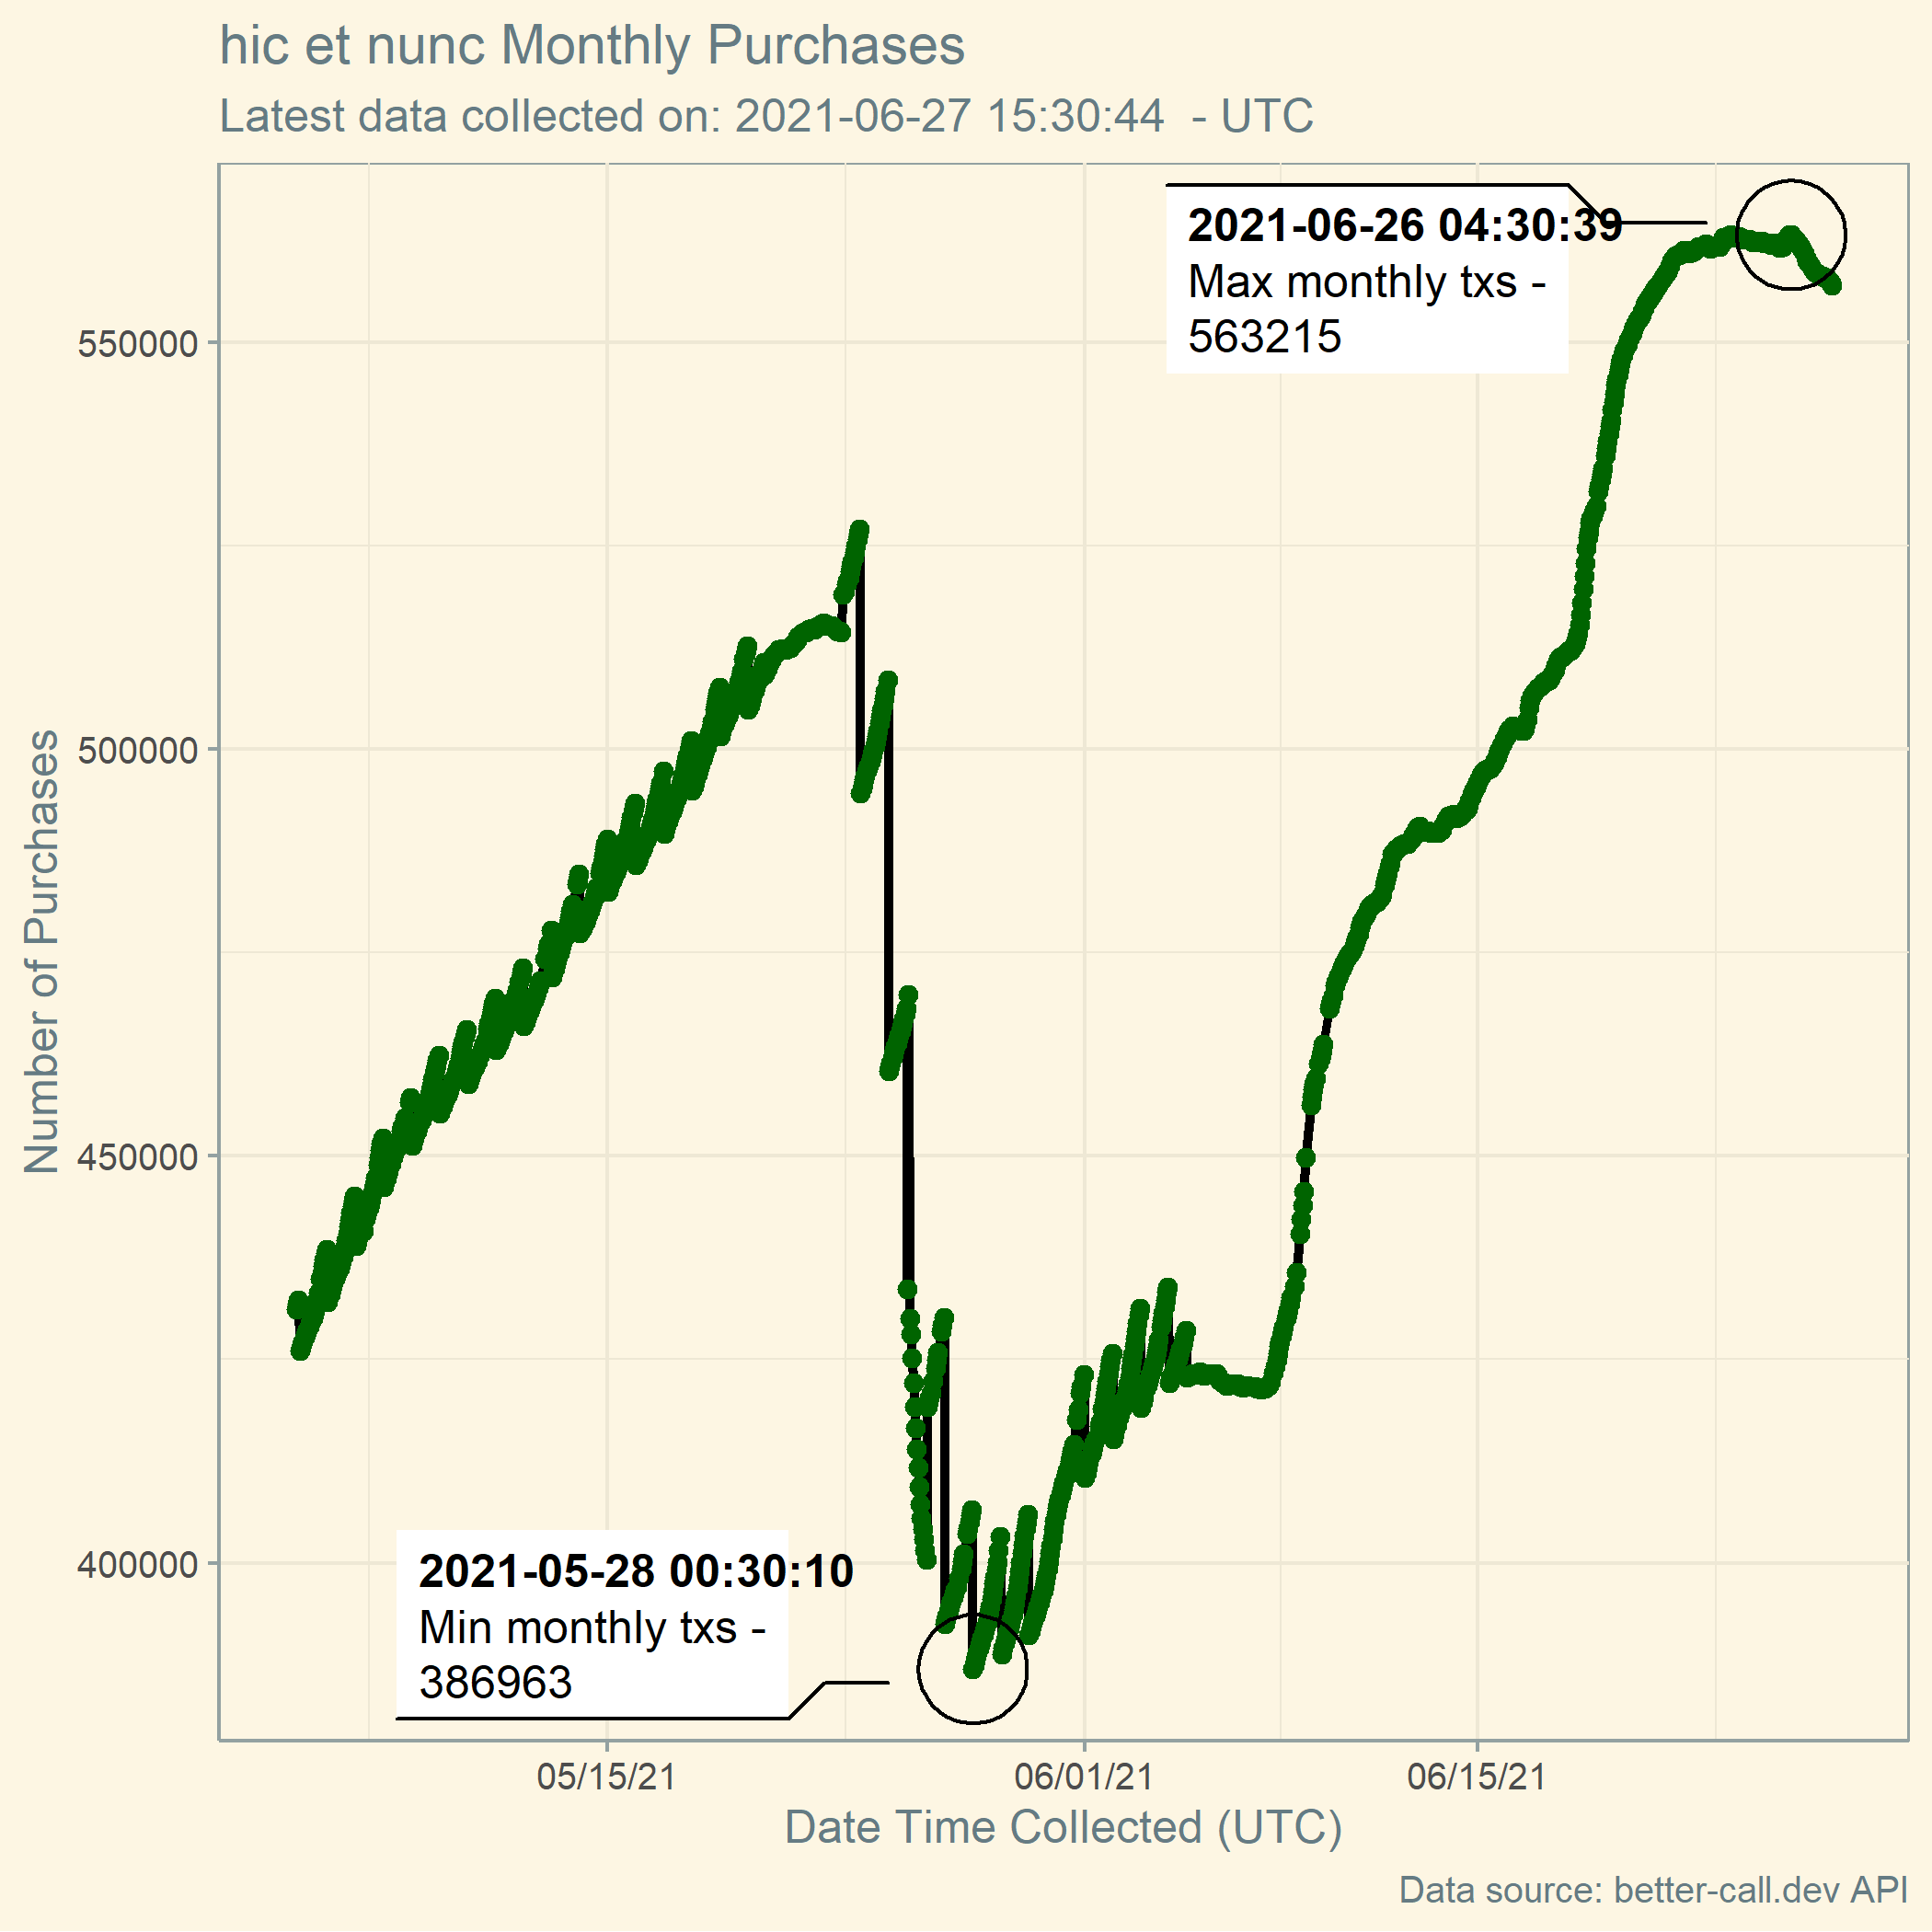 hic et nunc Monthly Purchases
Latest data collected on: 2021-06-27 15:30:44 - UTC
2021-06-26 04:30:39
Max monthly txs -
563215
550000
500000
450000
400000
Number of Purchases
2021-05-28 00:30:10
Min monthly txs -
386963
05/15/21
06/01/21
06/15/21
Date Time Collected (UTC)
Data source: better-call.dev API